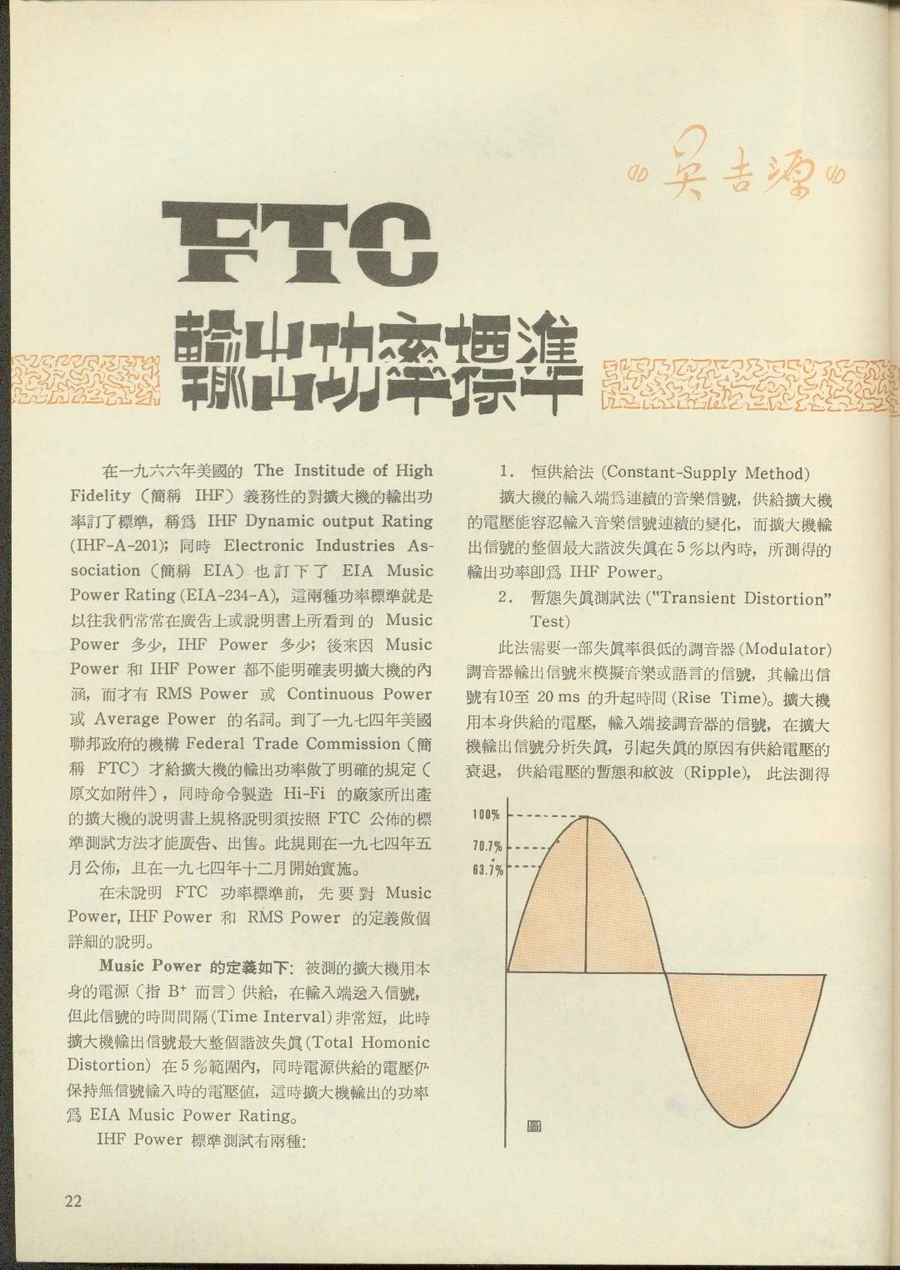 吳吉源
FTC
輸出功率標準
在一九六六年美國的 The Institude of High
Fidelity（簡稱 IHF）義務性的對擴大機的輸出功
率訂了標準，稱爲 IHF Dynamic output Rating
(IHF-A-201)；同時 Electronic Industries As-
sociation（簡稱 EIA）也訂下了 EIA Music
Power Rating (EIA-234-A)，這兩種功率標準就是
以往我們常常在廣告上或說明書上所看到的 Music
Power 多少，IHF Power 多少；後來因 Music
Power 和 IHF Power 都不能明確表明擴大機的內
涵，而才有 RMS Power 或 Continuous Power
或 Average Power 的名詞。到了一九七四年美國
聯邦政府的機構 Federal Trade Commission（簡
稱 FTC）才給擴大機的輸出功率做了明確的規定（
原文如附件），同時命令製造 Hi-Fi 的廠家所出產
的擴大機的說明書上規格說明須按照 FTC 公佈的標
準測試方法才能廣告、出售。此規則在一九七四年五
月公佈，且在一九七四年十二月開始實施。
在未說明 FTC 功率標準前，先要對 Music
Power, IHF Power 和 RMS Power 的定義做個
詳細的說明。
Music Power 的定義如下：被測的擴大機用本
身的電源（指 B⁺ 而言）供給，在輸入端送入信號，
但此信號的時間間隔 (Time Interval) 非常短，此時
擴大機輸出信號最大整個諧波失眞 (Total Homonic
Distortion) 在 5％範圍內，同時電源供給的電壓仍
保持無信號輸入時的電壓値，這時擴大機輸出的功率
爲 EIA Music Power Rating。
IHF Power 標準測試有兩種：
1. 恒供給法 (Constant-Supply Method)
擴大機的輸入端爲連續的音樂信號，供給擴大機
的電壓能容忍輸入音樂信號連續的變化，而擴大機輸
出信號的整個最大諧波失眞在 5％以內時，所測得的
輸出功率卽爲 IHF Power。
2. 暫態失眞測試法 ("Transient Distortion"
Test)
此法需要一部失眞率很低的調音器 (Modulator)
調音器輸出信號來模擬音樂或語言的信號，其輸出信
號有10至 20 ms 的升起時間 (Rise Time)。擴大機
用本身供給的電壓，輸入端接調音器的信號，在擴大
機輸出信號分析失眞，引起失眞的原因有供給電壓的
衰退，供給電壓的暫態和紋波 (Ripple)，此法測得
100%
70.7%
63.7%
圖
22